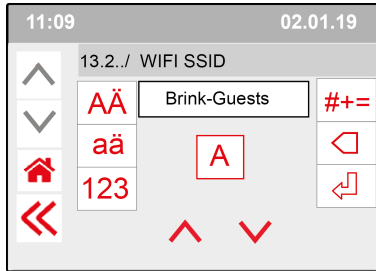 11:09 02.01.19
13.2../ WIFI SSID
AÄ Brink-Guests #+=
aä A
123